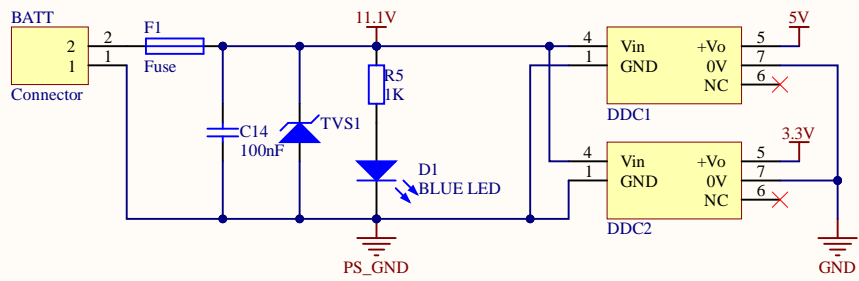 BATT
2
1
Connector
2
1
F1
Fuse
C14
100nF
TVS1
11.1V
R5
1K
D1
BLUE LED
PS_GND
4
1
Vin
GND
+Vo
0V
NC
5
7
6
DDC1
5V
4
1
Vin
GND
+Vo
0V
NC
5
7
6
DDC2
3.3V
GND